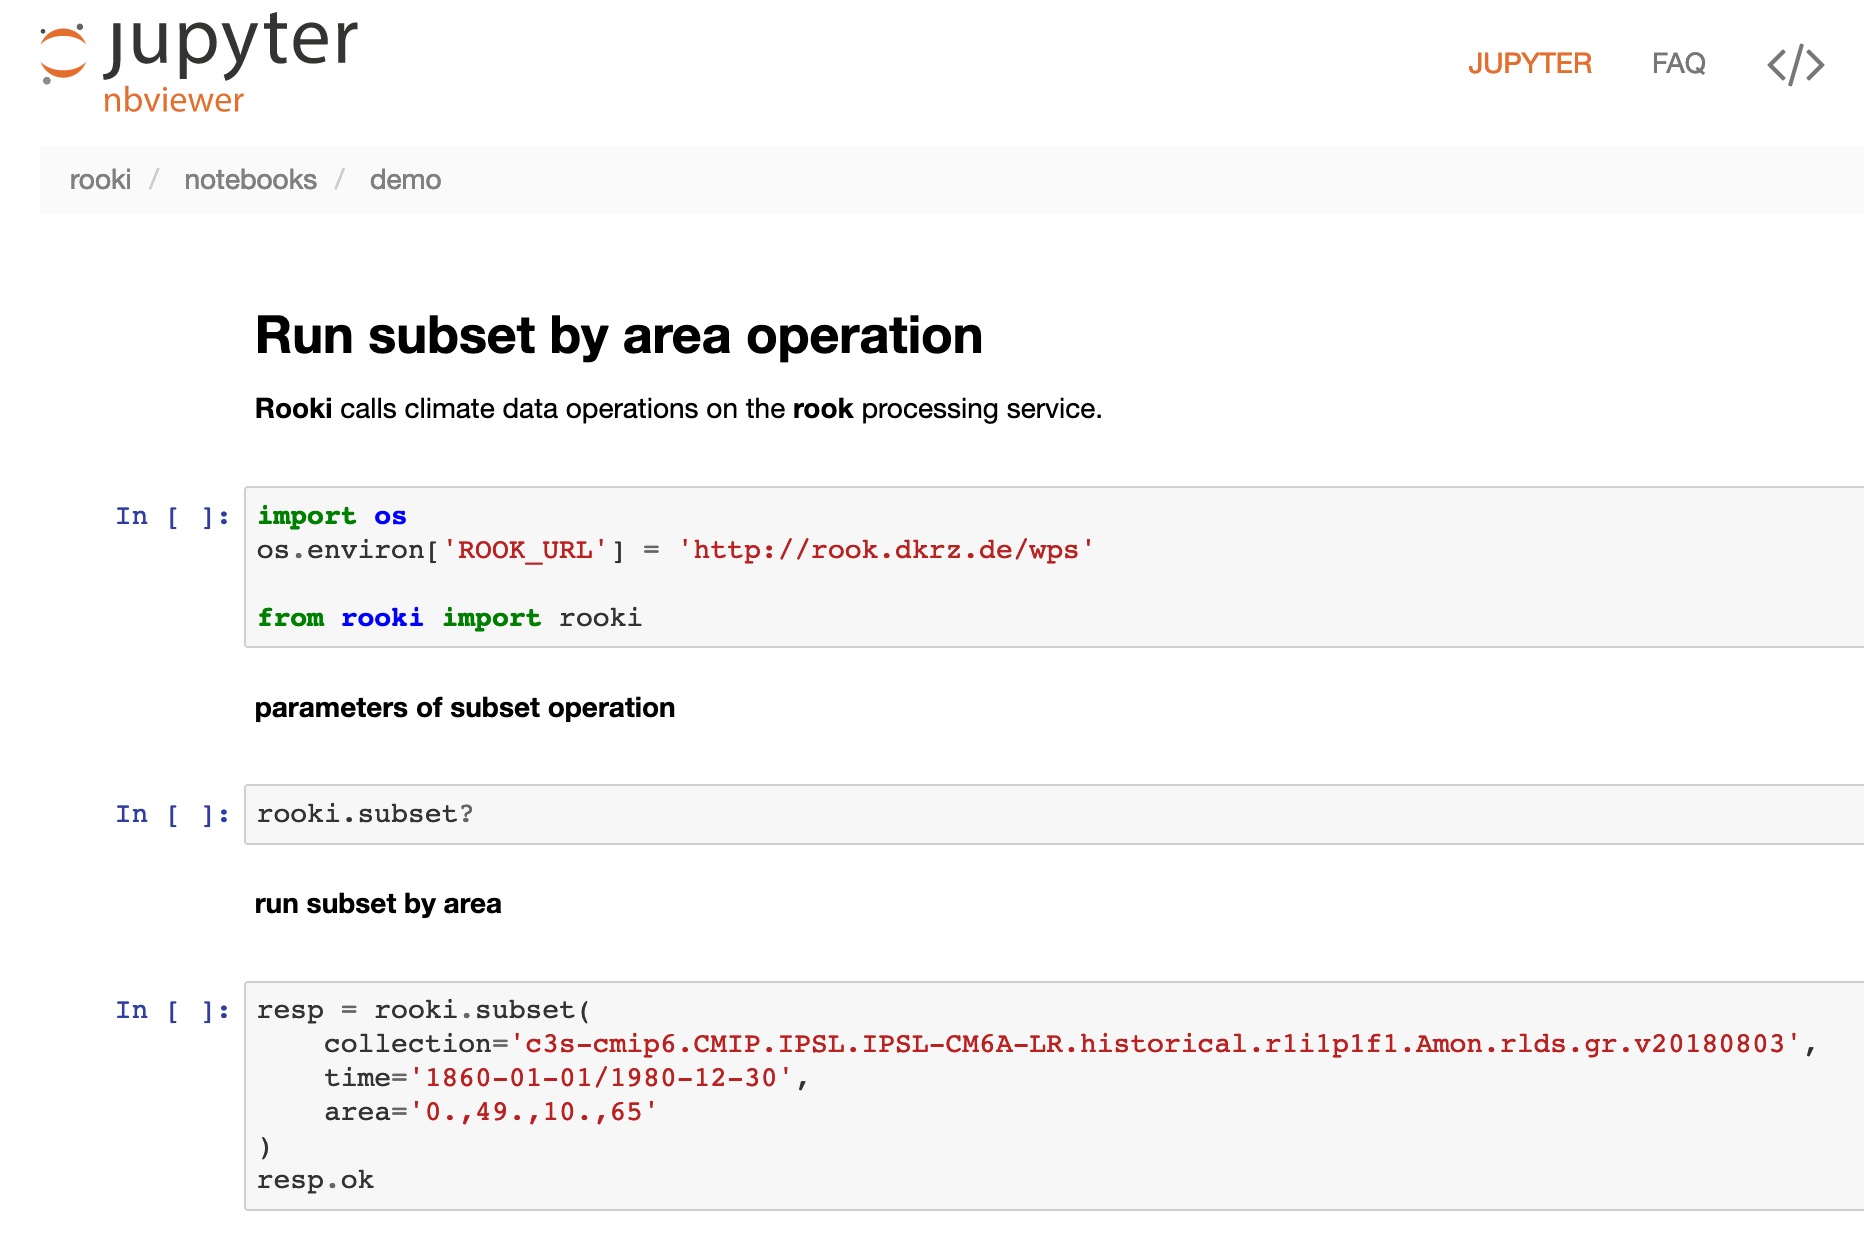 jupyter
nbviewer
JUPYTER FAQ </>
rooki / notebooks / demo
Run subset by area operation
Rooki calls climate data operations on the rook processing service.
In [ ]: import os
os.environ['ROOK_URL'] = 'http://rook.dkrz.de/wps'
from rooki import rooki
parameters of subset operation
In [ ]: rooki.subset?
run subset by area
In [ ]: resp = rooki.subset(
    collection='c3s-cmip6.CMIP.IPSL.IPSL-CM6A-LR.historical.r1i1p1f1.Amon.rlds.gr.v20180803',
    time='1860-01-01/1980-12-30',
    area='0.,49.,10.,65'
)
resp.ok